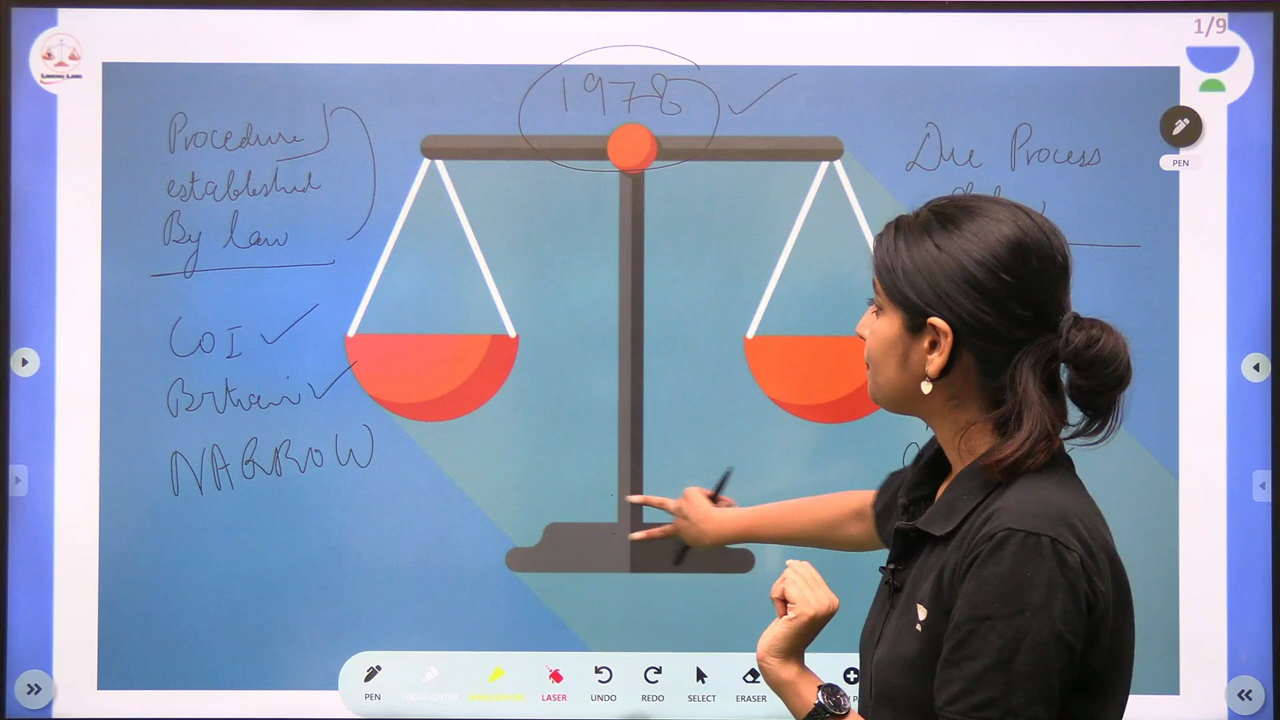 1/9
1978
Procedure
established
By law
Due Process
COI
Britain
NARROW
PEN
PEN
HIGHLIGHTER
LASER
UNDO
REDO
SELECT
ERASER